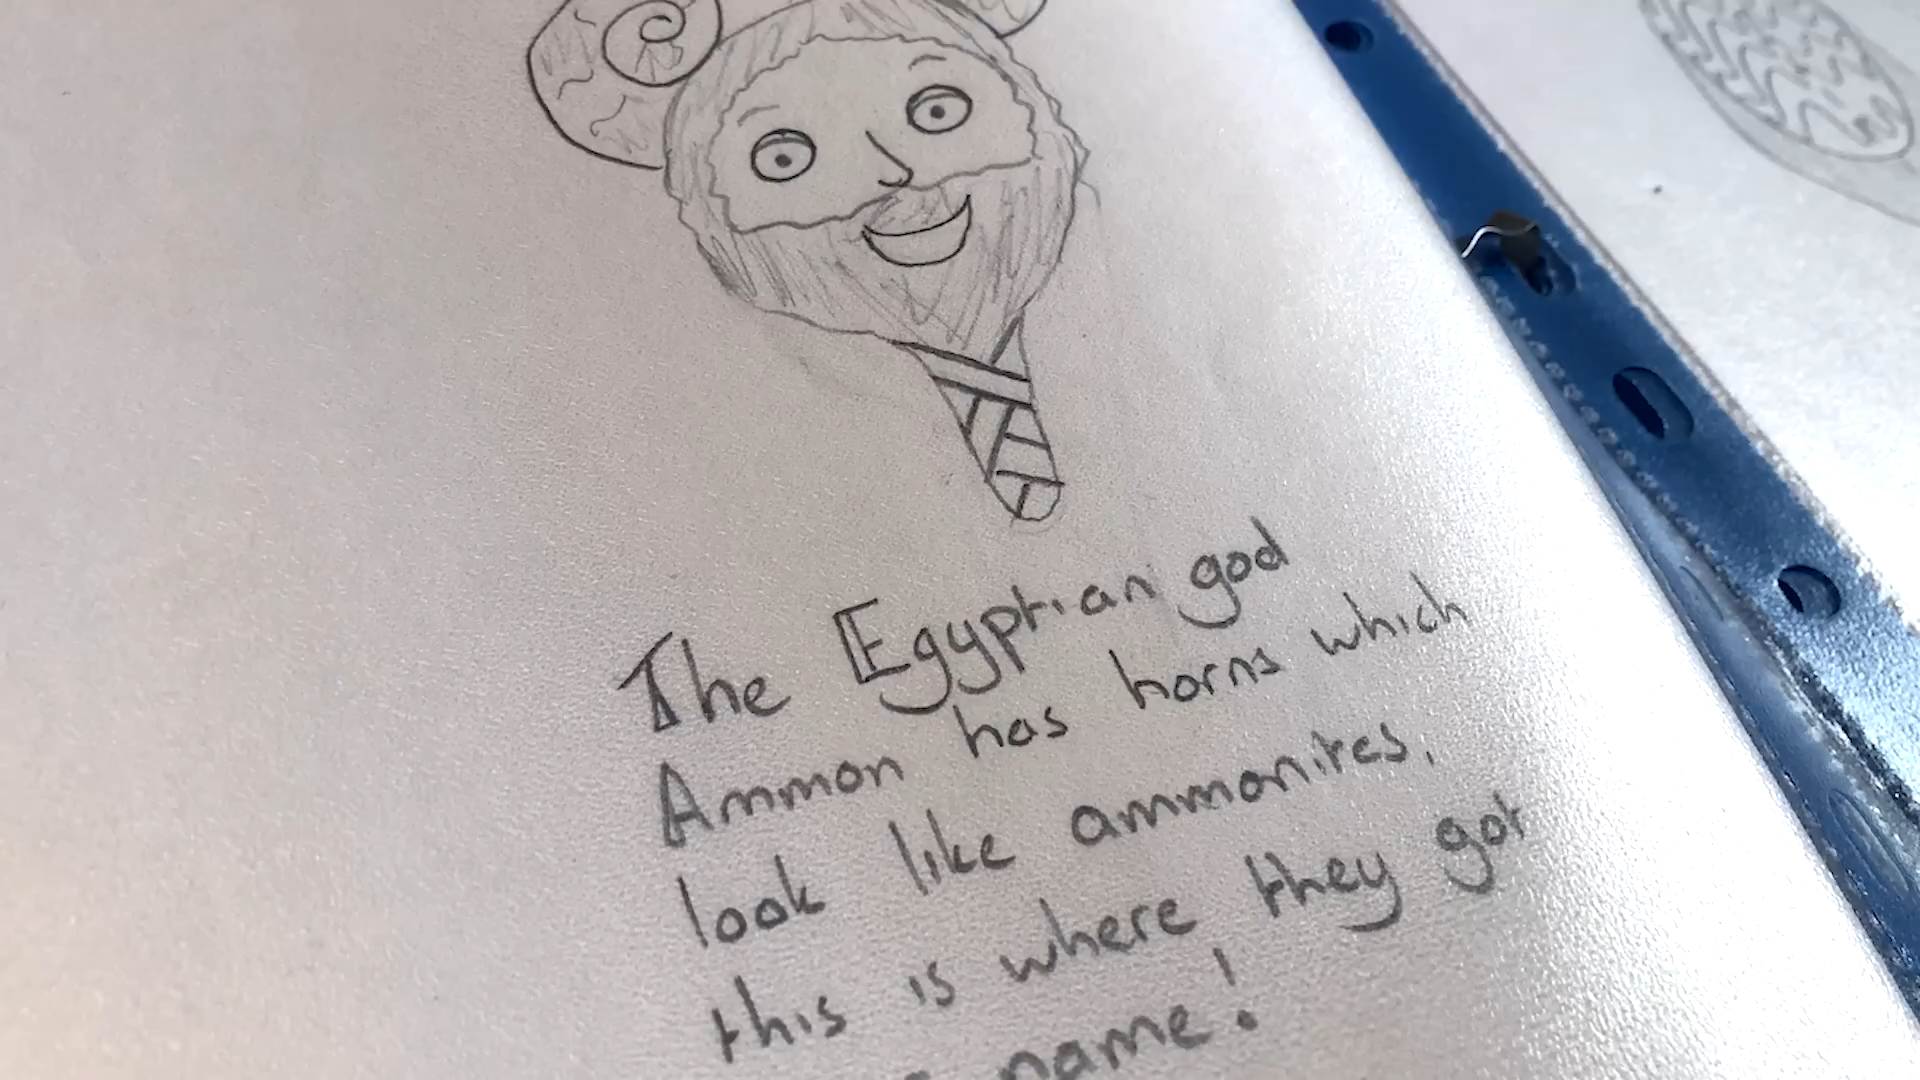 The Egyptian god
Ammon has horns which
look like ammonites,
this is where they got
name!